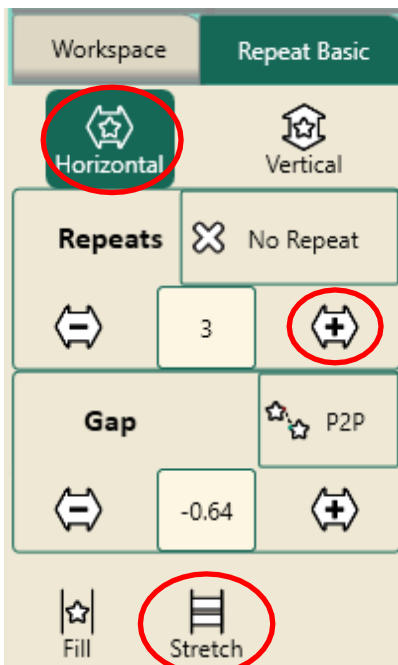 Workspace Repeat Basic
Horizontal Vertical
Repeats No Repeat
3
Gap P2P
-0.64
Fill Stretch